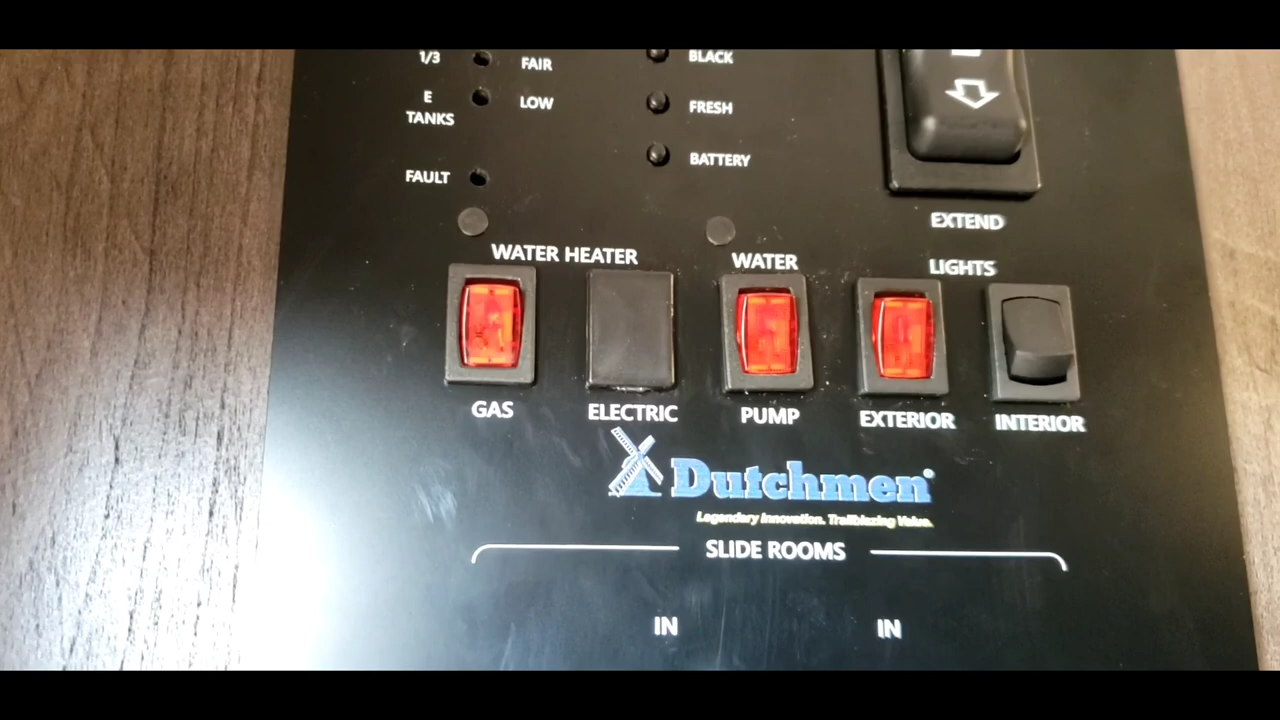 1/3 FAIR BLACK
E LOW FRESH
TANKS
BATTERY
FAULT
EXTEND
WATER HEATER WATER LIGHTS
GAS ELECTRIC PUMP EXTERIOR INTERIOR
Dutchmen
Legendary Innovation. Trailblazing Value.
SLIDE ROOMS
IN IN